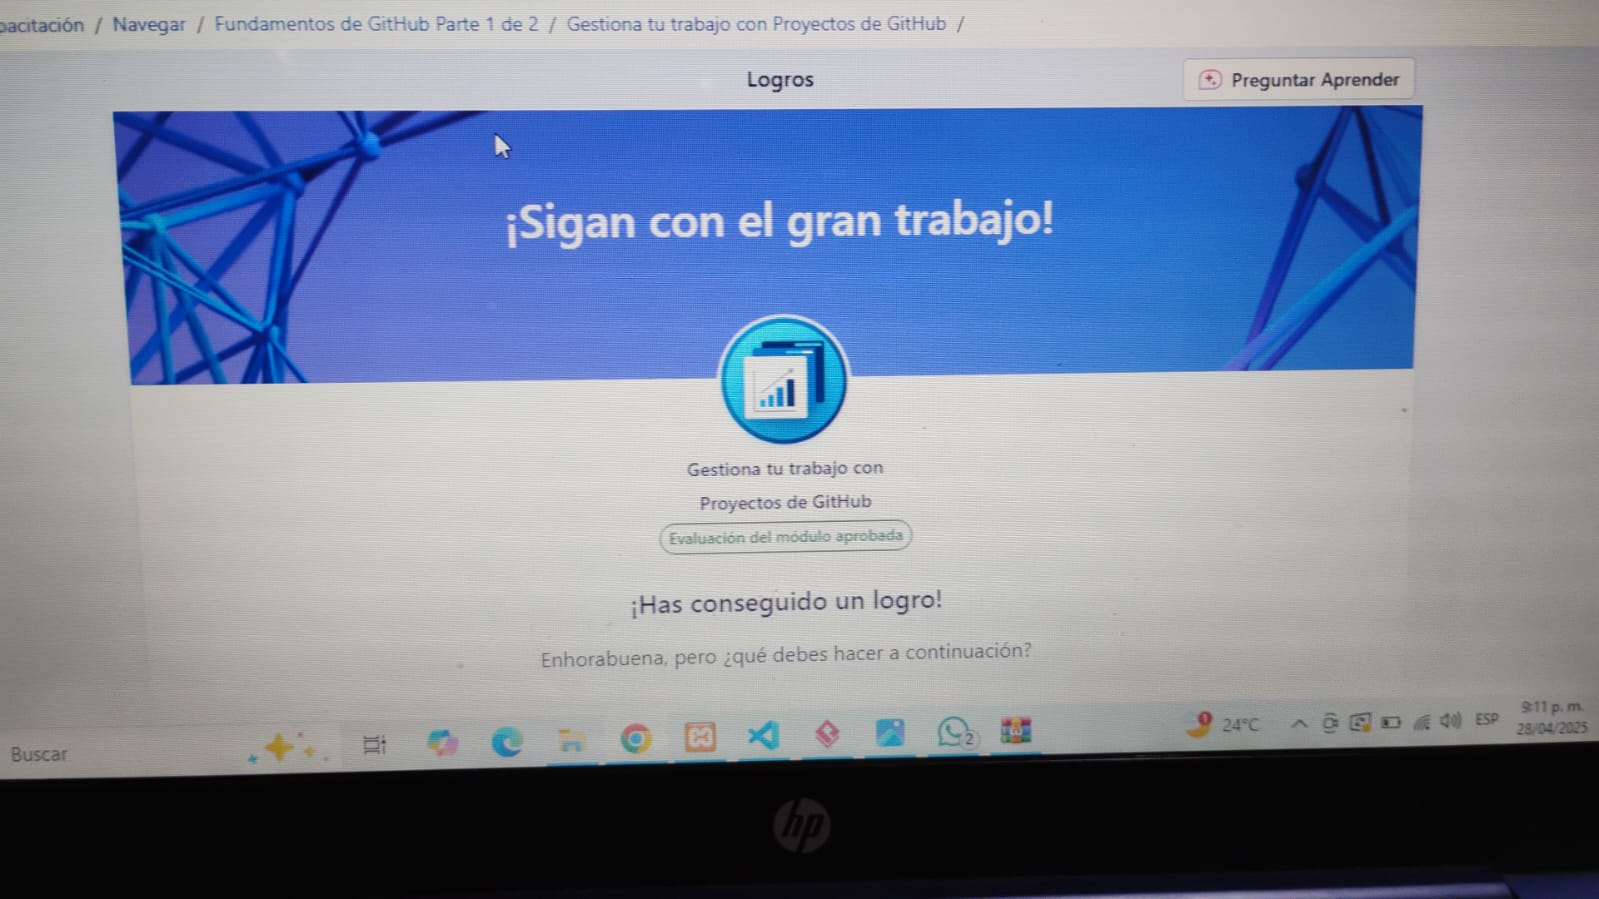 pacitación / Navegar / Fundamentos de GitHub Parte 1 de 2 / Gestiona tu trabajo con Proyectos de GitHub /
Logros
Preguntar Aprender
¡Sigan con el gran trabajo!
Gestiona tu trabajo con
Proyectos de GitHub
Evaluación del módulo aprobada
¡Has conseguido un logro!
Enhorabuena, pero ¿qué debes hacer a continuación?
Buscar
2
1
24°C
ESP
9:11 p. m.
28/04/2025
hp